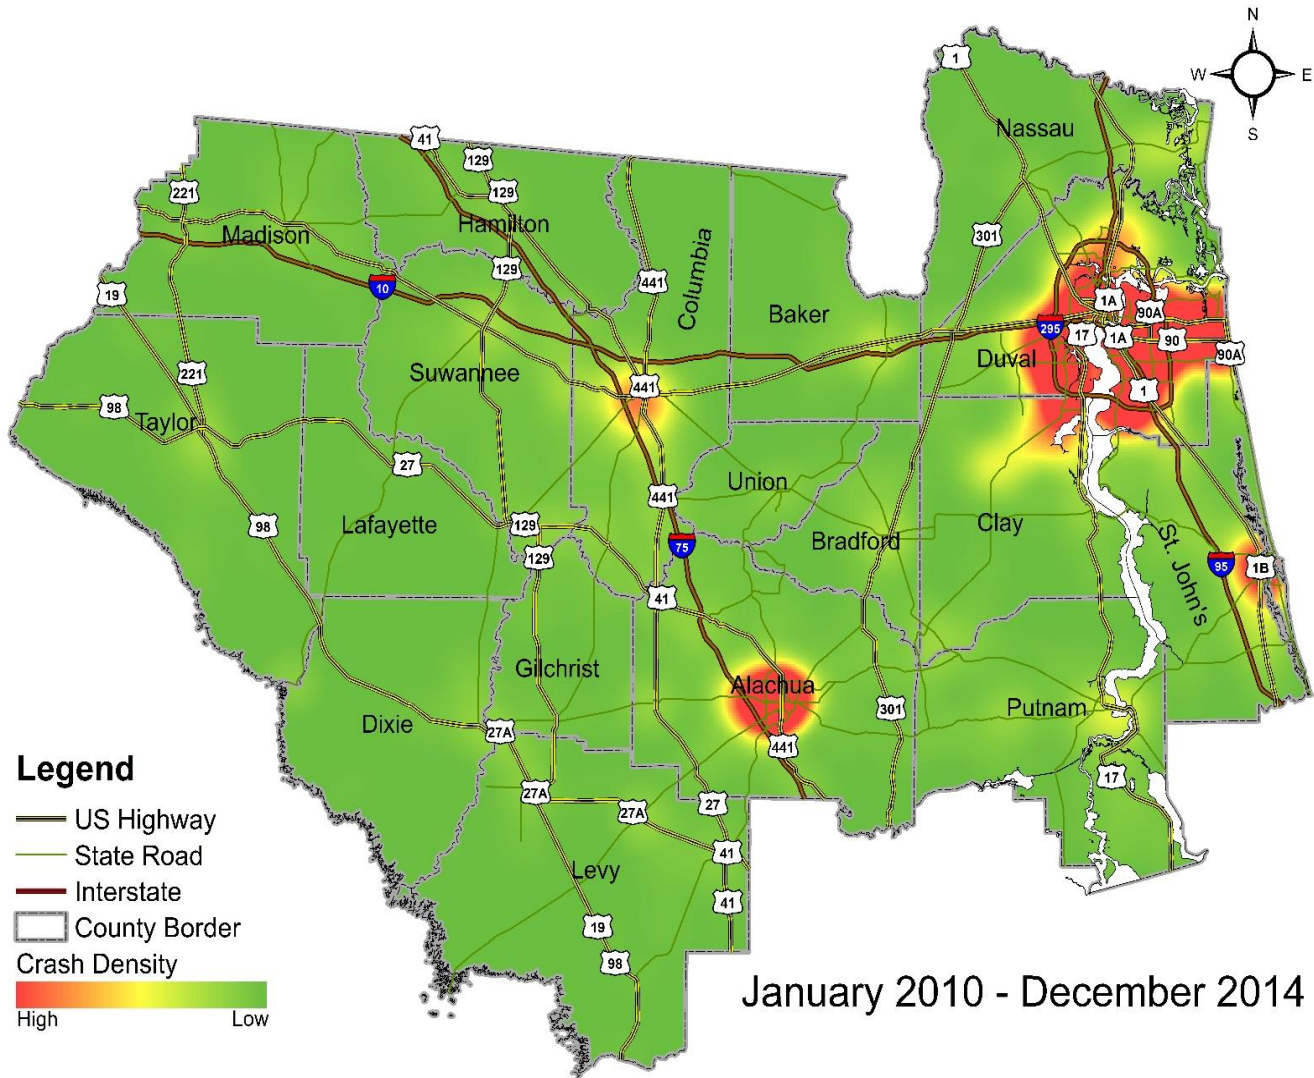 N
W E
S
1
Nassau
41
129
221
129
Hamilton
Madison
301
Columbia
129
441
10
19
Baker
1A
90A
295
17
1A
90
90A
Duval
221
Suwannee
441
1
98
Taylor
27
Union
441
98
Lafayette
129
Clay
Bradford
129
75
St. John's
95
1B
41
Gilchrist
Alachua
Dixie
301
Putnam
27A
441
17
27A
27
27A
41
Levy
41
19
98
Legend
US Highway
State Road
Interstate
County Border
Crash Density
High Low
January 2010 - December 2014